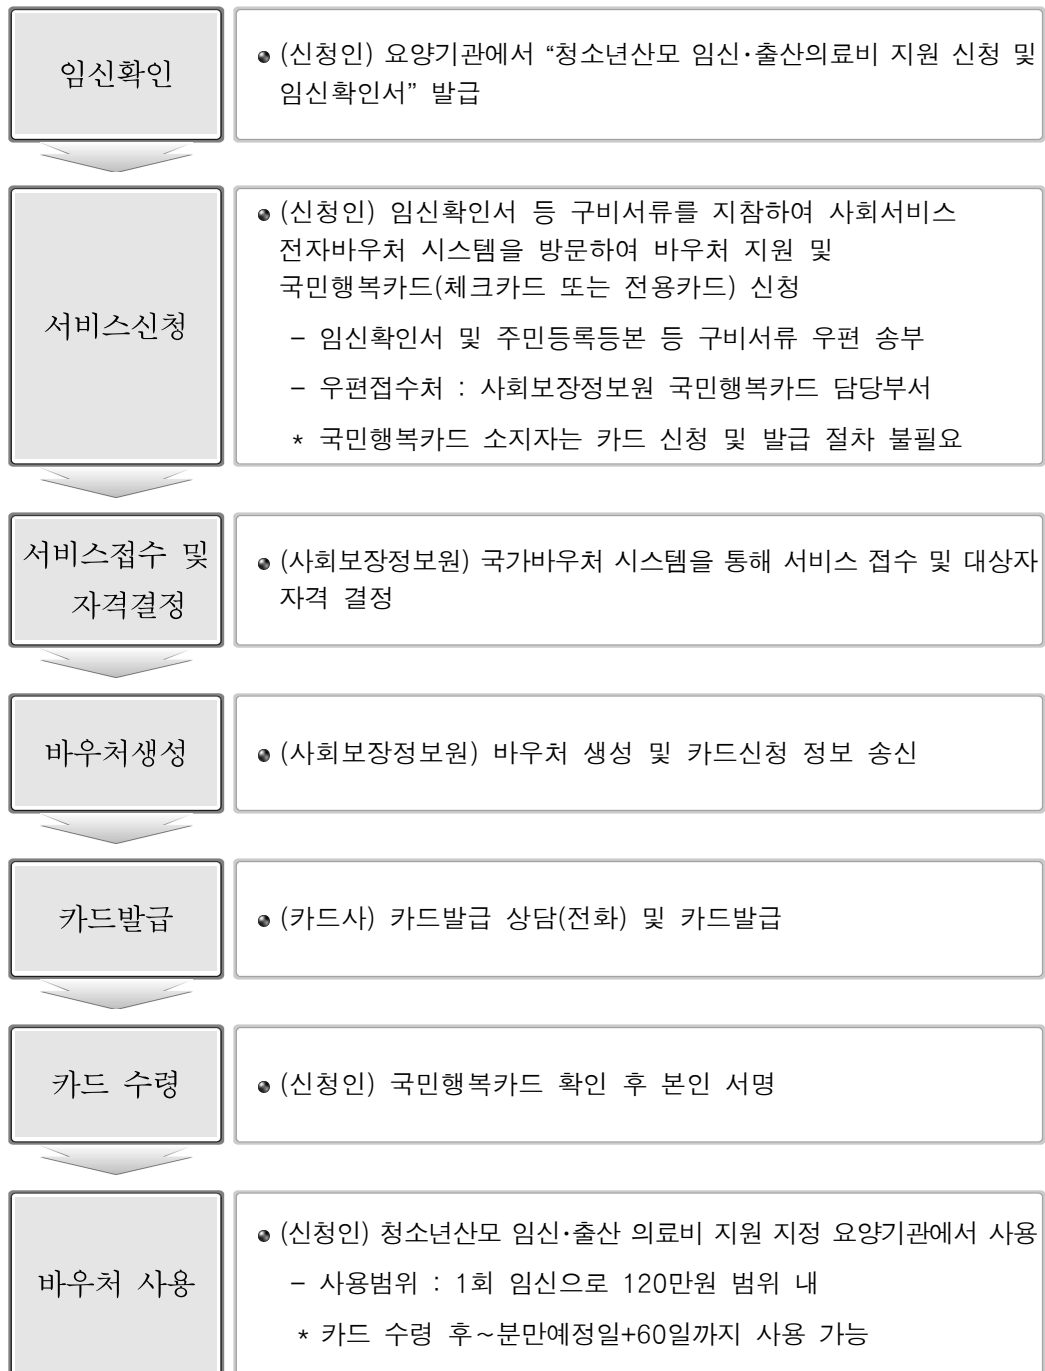 임신확인
(신청인) 요양기관에서 “청소년산모 임신·출산의료비 지원 신청 및
임신확인서” 발급
서비스신청
(신청인) 임신확인서 등 구비서류를 지참하여 사회서비스
전자바우처 시스템을 방문하여 바우처 지원 및
국민행복카드(체크카드 또는 전용카드) 신청
– 임신확인서 및 주민등록등본 등 구비서류 우편 송부
– 우편접수처 : 사회보장정보원 국민행복카드 담당부서
* 국민행복카드 소지자는 카드 신청 및 발급 절차 불필요
서비스접수 및
자격결정
(사회보장정보원) 국가바우처 시스템을 통해 서비스 접수 및 대상자
자격 결정
바우처생성
(사회보장정보원) 바우처 생성 및 카드신청 정보 송신
카드발급
(카드사) 카드발급 상담(전화) 및 카드발급
카드 수령
(신청인) 국민행복카드 확인 후 본인 서명
바우처 사용
(신청인) 청소년산모 임신·출산 의료비 지원 지정 요양기관에서 사용
– 사용범위 : 1회 임신으로 120만원 범위 내
* 카드 수령 후~분만예정일+60일까지 사용 가능